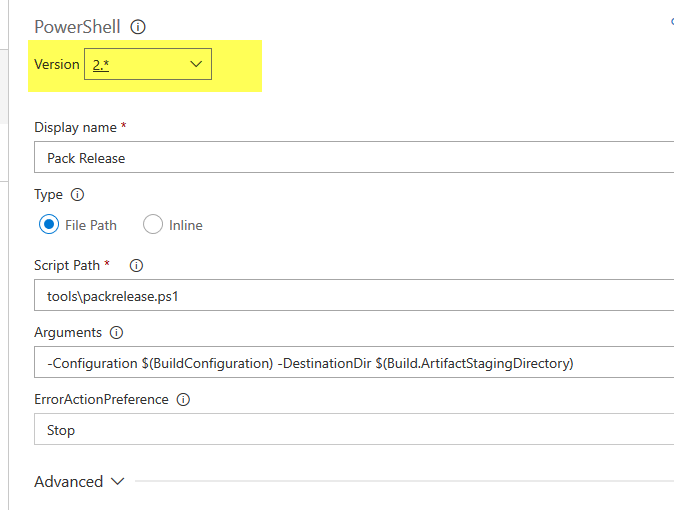 PowerShell
Version 2.*
Display name *
Pack Release
Type
File Path Inline
Script Path *
tools\packrelease.ps1
Arguments
-Configuration $(BuildConfiguration) -DestinationDir $(Build.ArtifactStagingDirectory)
ErrorActionPreference
Stop
Advanced